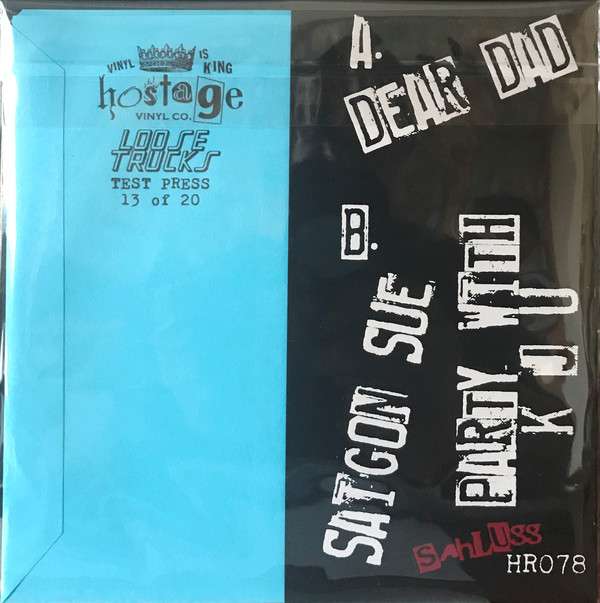 VINYL IS KING
hostage
VINYL CO.
LOOSE
TRUCKS
TEST PRESS
13 of 20
A.
DEAR DAD
B.
SAIGON SUE
PARTY WITH
K J U
SahLUSS
HR078